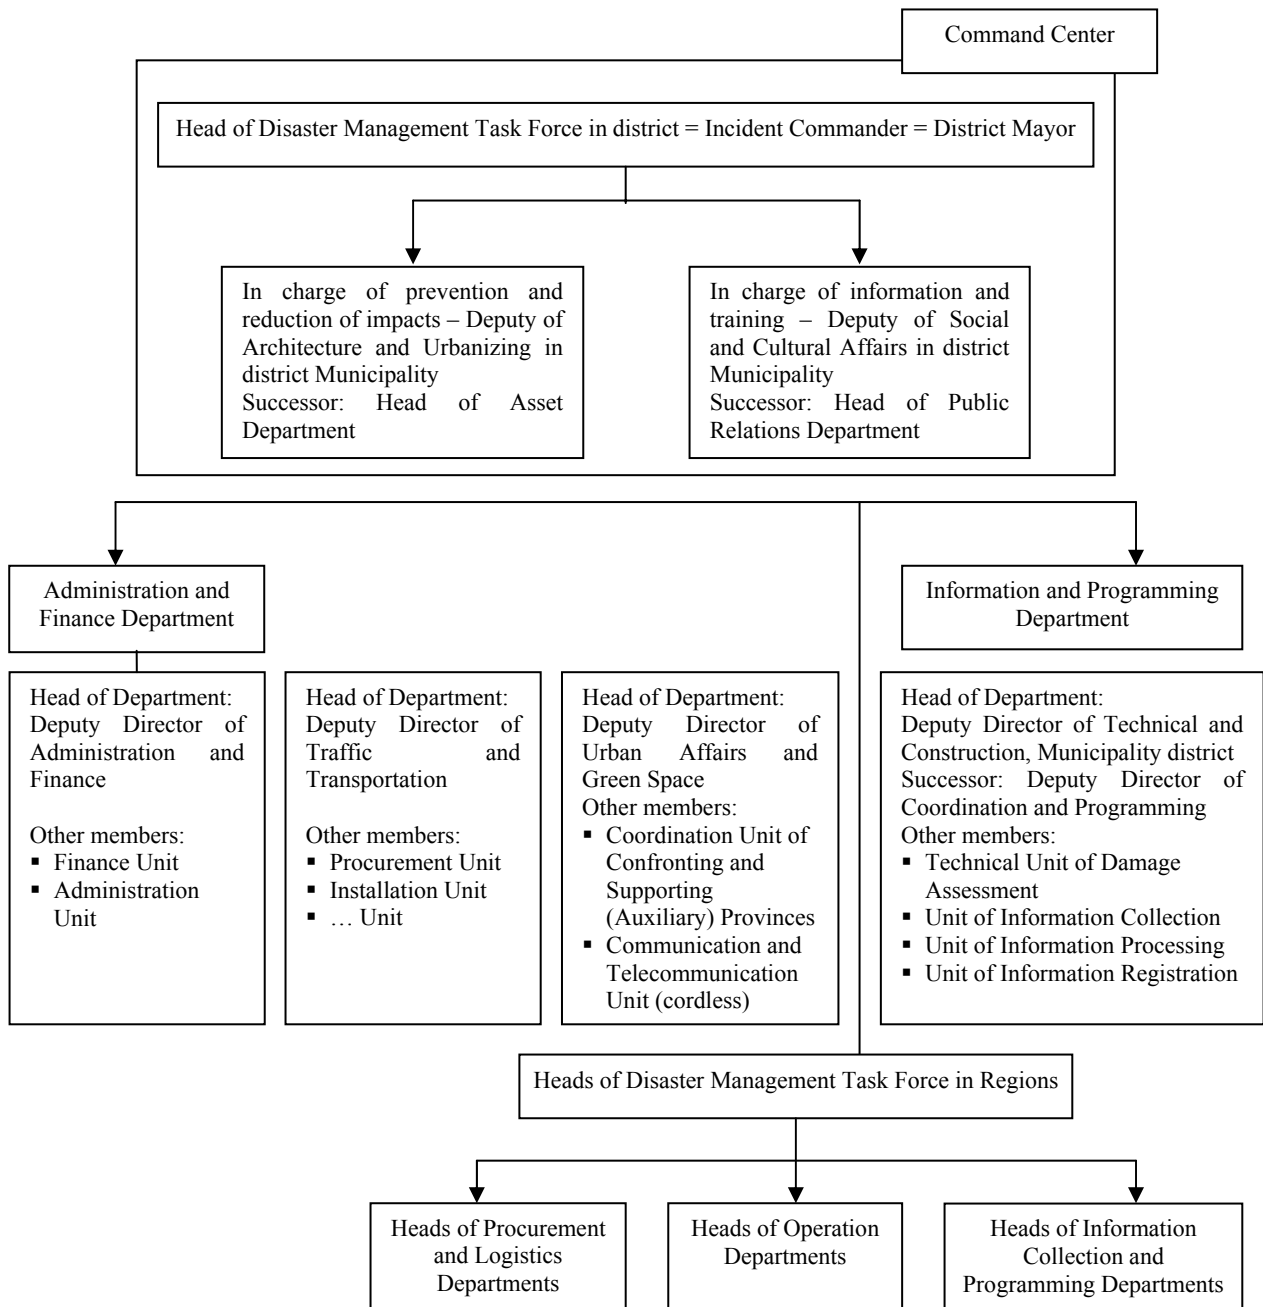 Command Center
Head of Disaster Management Task Force in district = Incident Commander = District Mayor
In charge of prevention and
reduction of impacts – Deputy of
Architecture and Urbanizing in
district Municipality
Successor: Head of Asset
Department
In charge of information and
training – Deputy of Social
and Cultural Affairs in district
Municipality
Successor: Head of Public
Relations Department
Administration and
Finance Department
Information and Programming
Department
Head of Department:
Deputy Director of
Administration and
Finance
Other members:
▪ Finance Unit
▪ Administration
Unit
Head of Department:
Deputy Director of
Traffic and
Transportation
Other members:
▪ Procurement Unit
▪ Installation Unit
▪ … Unit
Head of Department:
Deputy Director of
Urban Affairs and
Green Space
Other members:
▪ Coordination Unit of
Confronting and
Supporting
(Auxiliary) Provinces
▪ Communication and
Telecommunication
Unit (cordless)
Head of Department:
Deputy Director of Technical and
Construction, Municipality district
Successor: Deputy Director of
Coordination and Programming
Other members:
▪ Technical Unit of Damage
Assessment
▪ Unit of Information Collection
▪ Unit of Information Processing
▪ Unit of Information Registration
Heads of Disaster Management Task Force in Regions
Heads of Procurement
and Logistics
Departments
Heads of Operation
Departments
Heads of Information
Collection and
Programming Departments